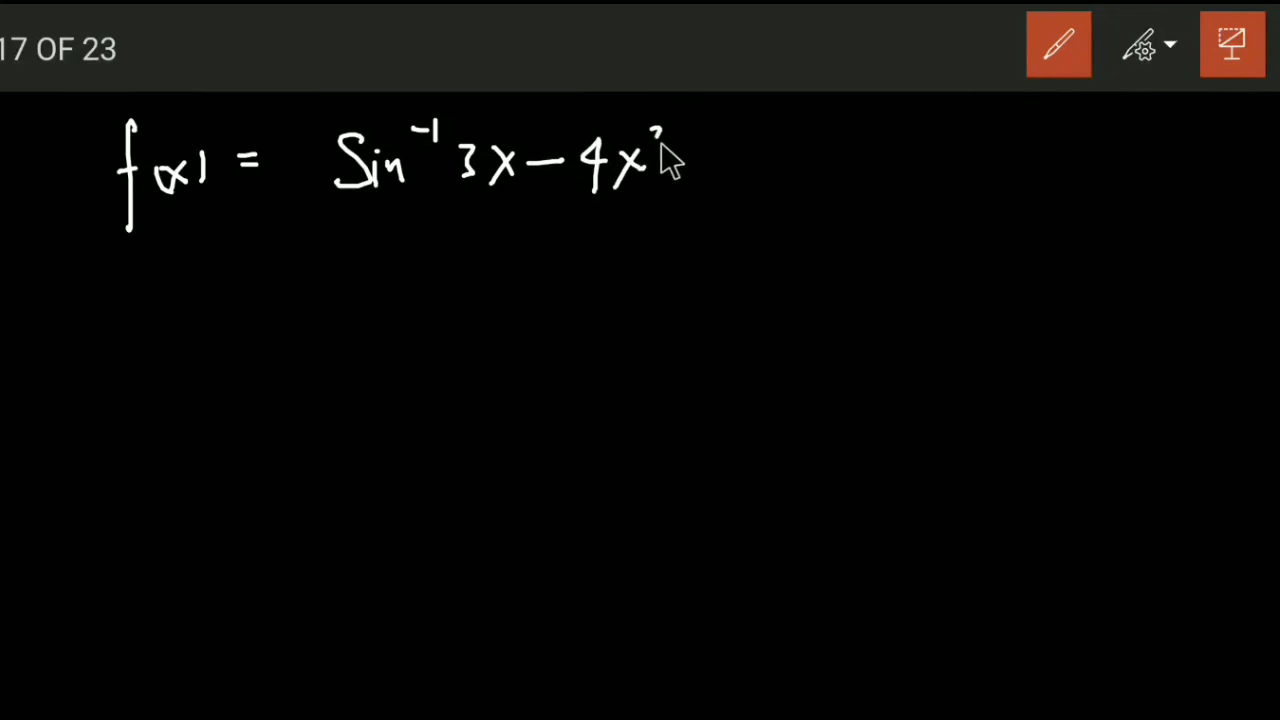 17 OF 23
f(x) = Sin⁻¹ 3x − 4x³